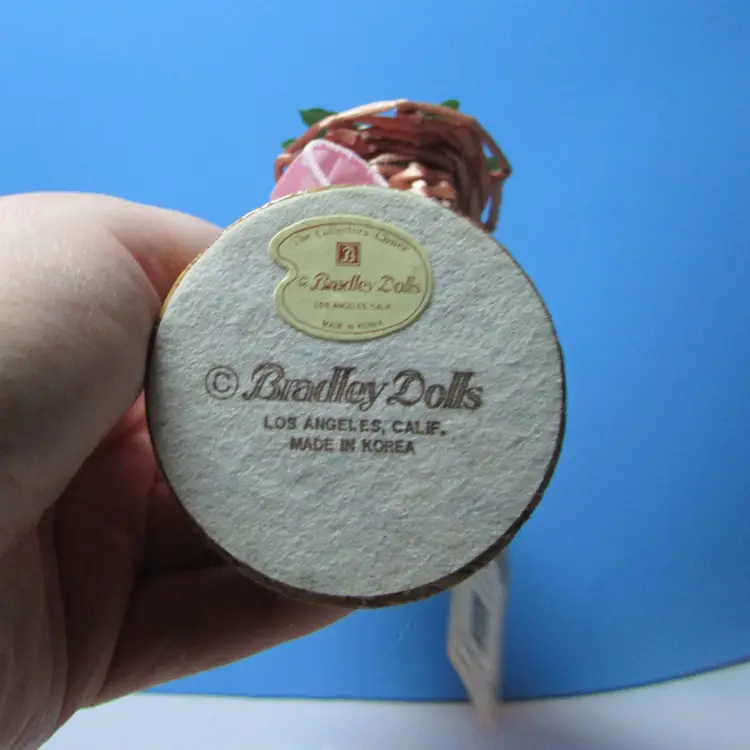 The Collectors Choice
B
© Bradley Dolls
LOS ANGELES, CALIF.
MADE IN KOREA
© Bradley Dolls
LOS ANGELES, CALIF.
MADE IN KOREA